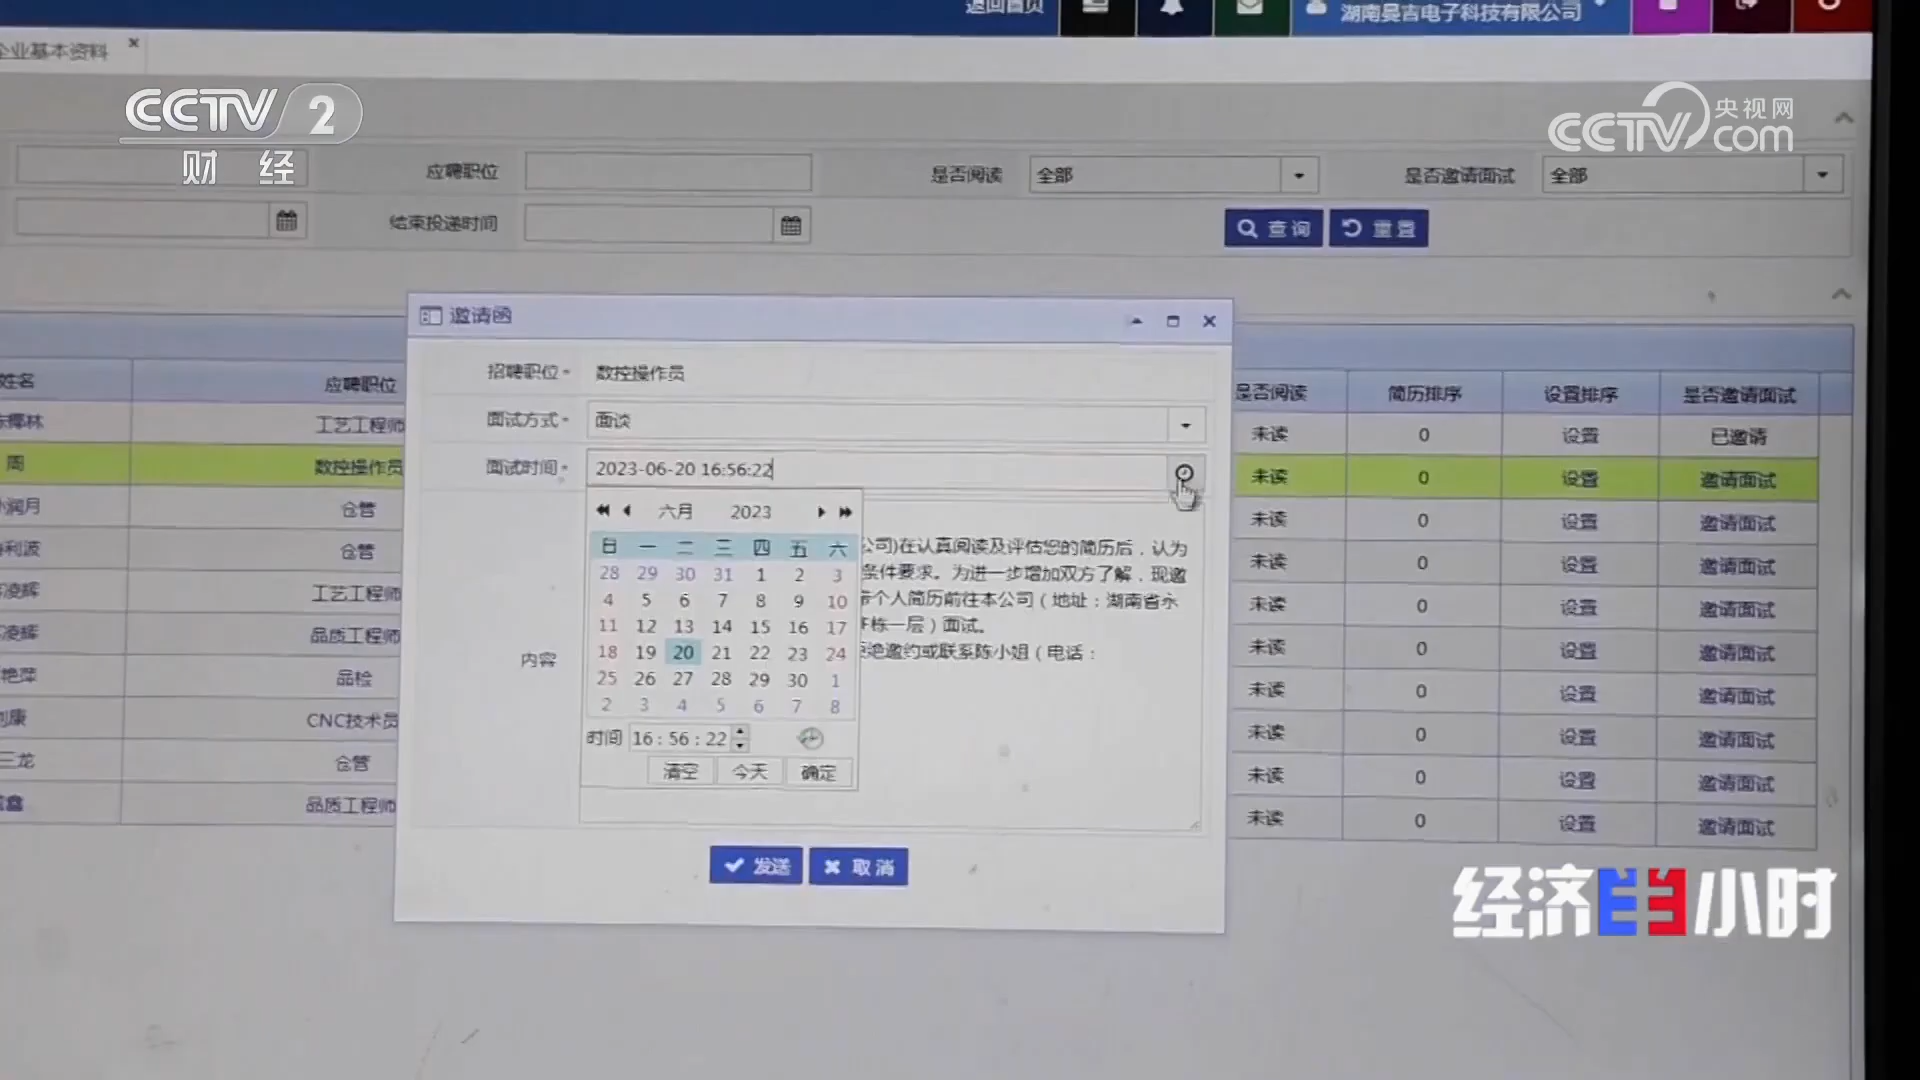 返回首页
湖南曼吉电子科技有限公司
企业基本资料
CCTV 2
财 经
央视网
CCTV com
应聘职位
是否阅读 全部
是否邀请面试 全部
结束投递时间
查询 重置
邀请函
招聘职位 数控操作员
面试方式 面谈
面试时间 2023-06-20 16:56:22
六月 2023
日 一 二 三 四 五 六
28 29 30 31 1 2 3
4 5 6 7 8 9 10
11 12 13 14 15 16 17
18 19 20 21 22 23 24
25 26 27 28 29 30 1
2 3 4 5 6 7 8
时间 16:56:22
清空 今天 确定
内容
公司)在认真阅读及评估您的简历后，认为
条件要求。为进一步增加双方了解，现邀
个人简历前往本公司（地址：湖南省永
栋一层）面试。
绝邀约或联系陈小姐（电话：
发送 取消
姓名 应聘职位 是否阅读 简历排序 设置排序 是否邀请面试
工艺工程师 未读 0 设置 已邀请
周 数控操作员 未读 0 设置 邀请面试
润月 仓管 未读 0 设置 邀请面试
利波 仓管 未读 0 设置 邀请面试
凌辉 工艺工程师 未读 0 设置 邀请面试
凌辉 品质工程师 未读 0 设置 邀请面试
艳萍 品检 未读 0 设置 邀请面试
康 CNC技术员 未读 0 设置 邀请面试
三龙 仓管 未读 0 设置 邀请面试
鑫 品质工程师 未读 0 设置 邀请面试
经济半小时